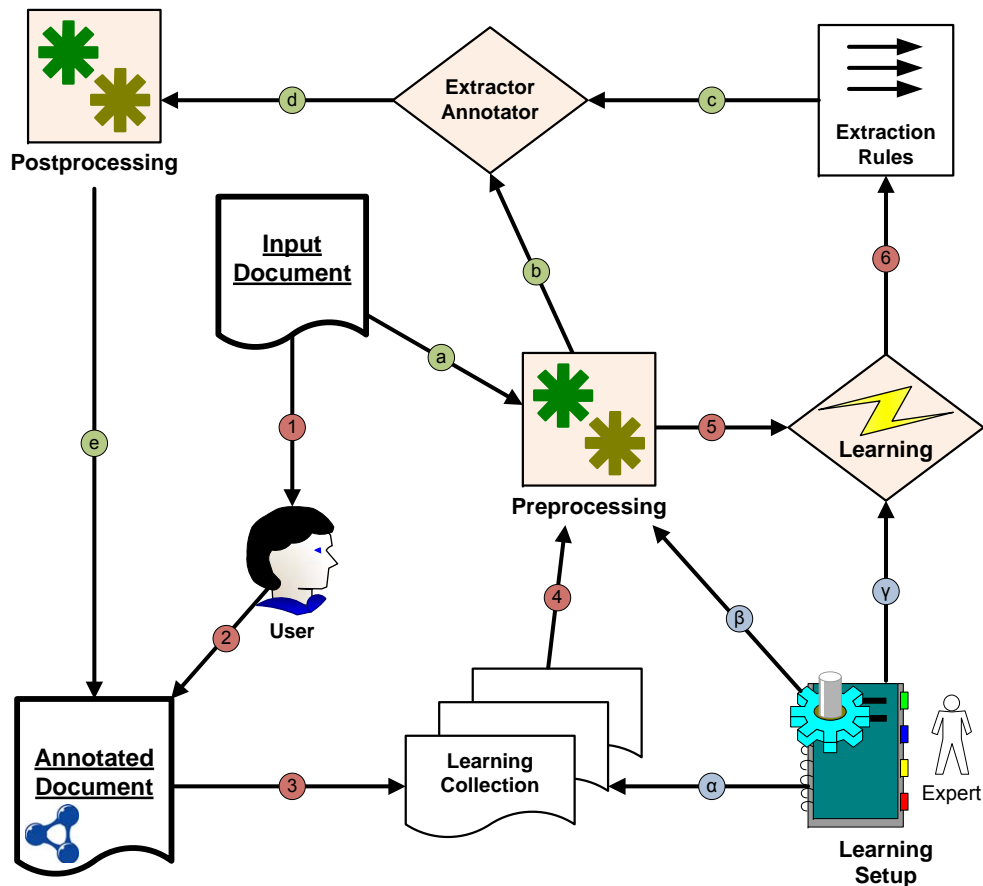 d
Extractor
Annotator
c
Extraction
Rules
Postprocessing
Input
Document
b
6
a
1
5
e
Learning
Preprocessing
4
β
γ
2
User
Annotated
Document
3
Learning
Collection
α
Expert
Learning
Setup